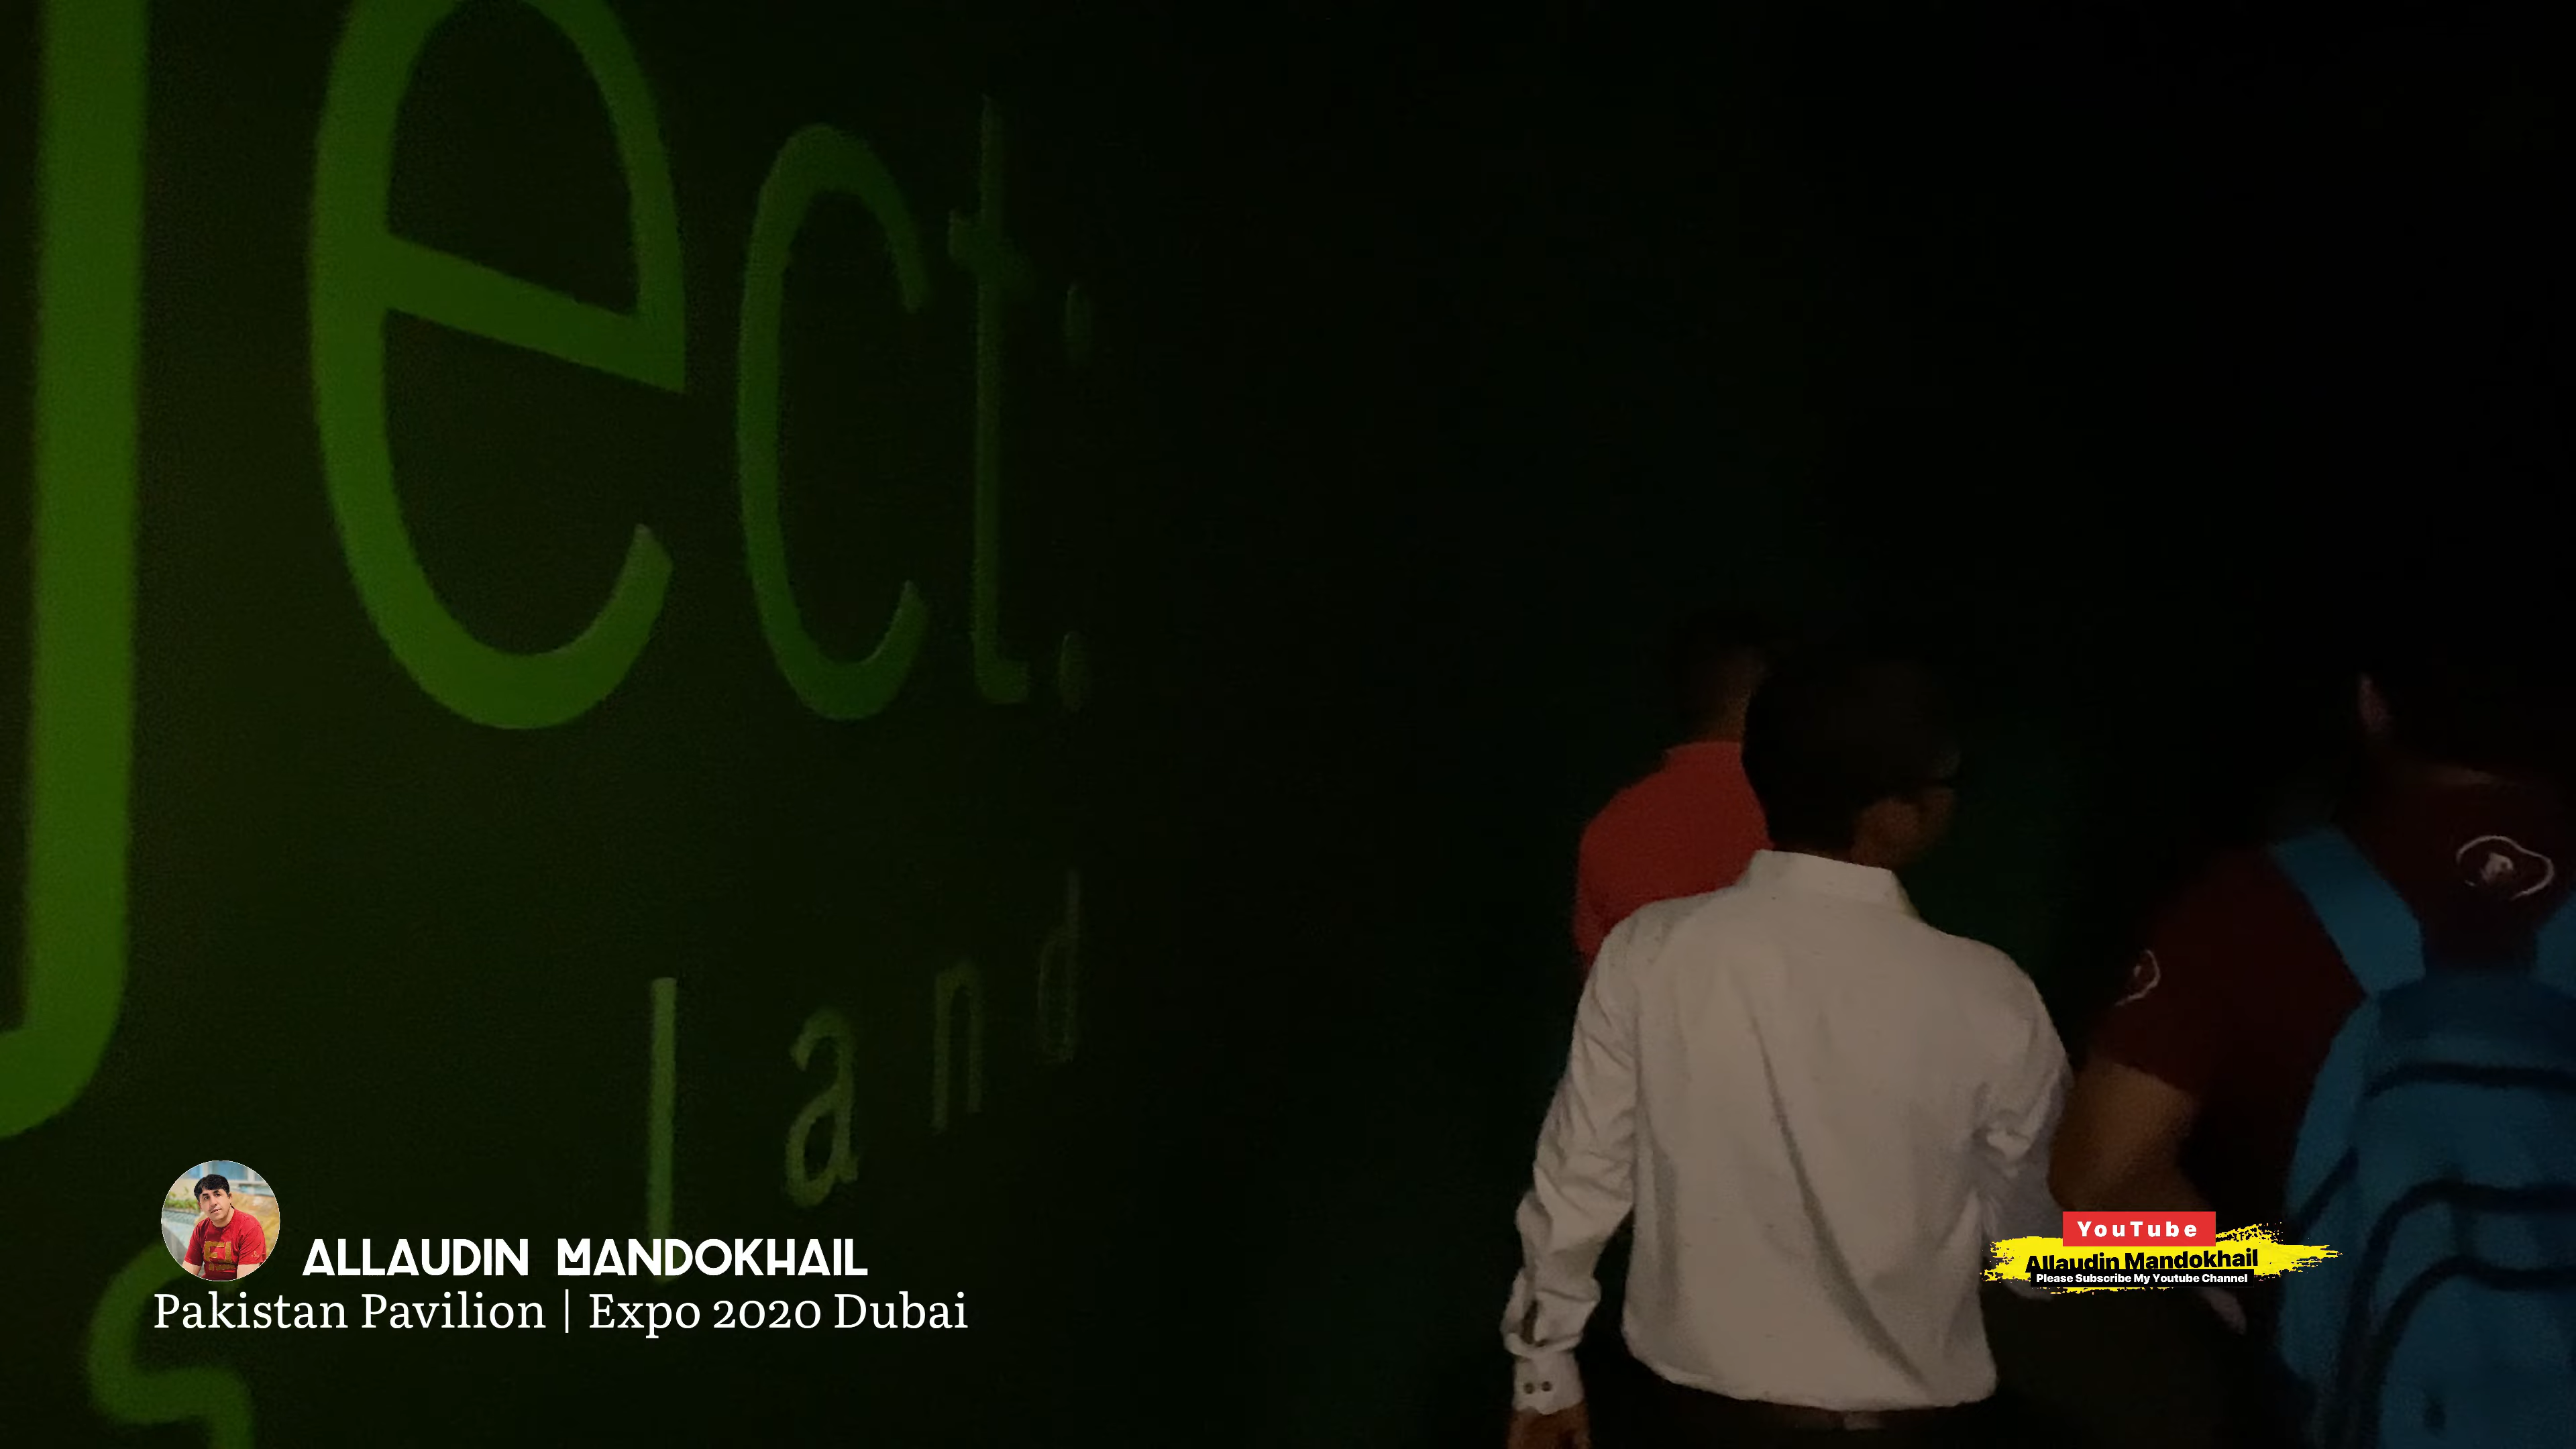 ject:
land
ALLAUDIN MANDOKHAIL
Pakistan Pavilion | Expo 2020 Dubai
YouTube
Allaudin Mandokhail
Please Subscribe My Youtube Channel